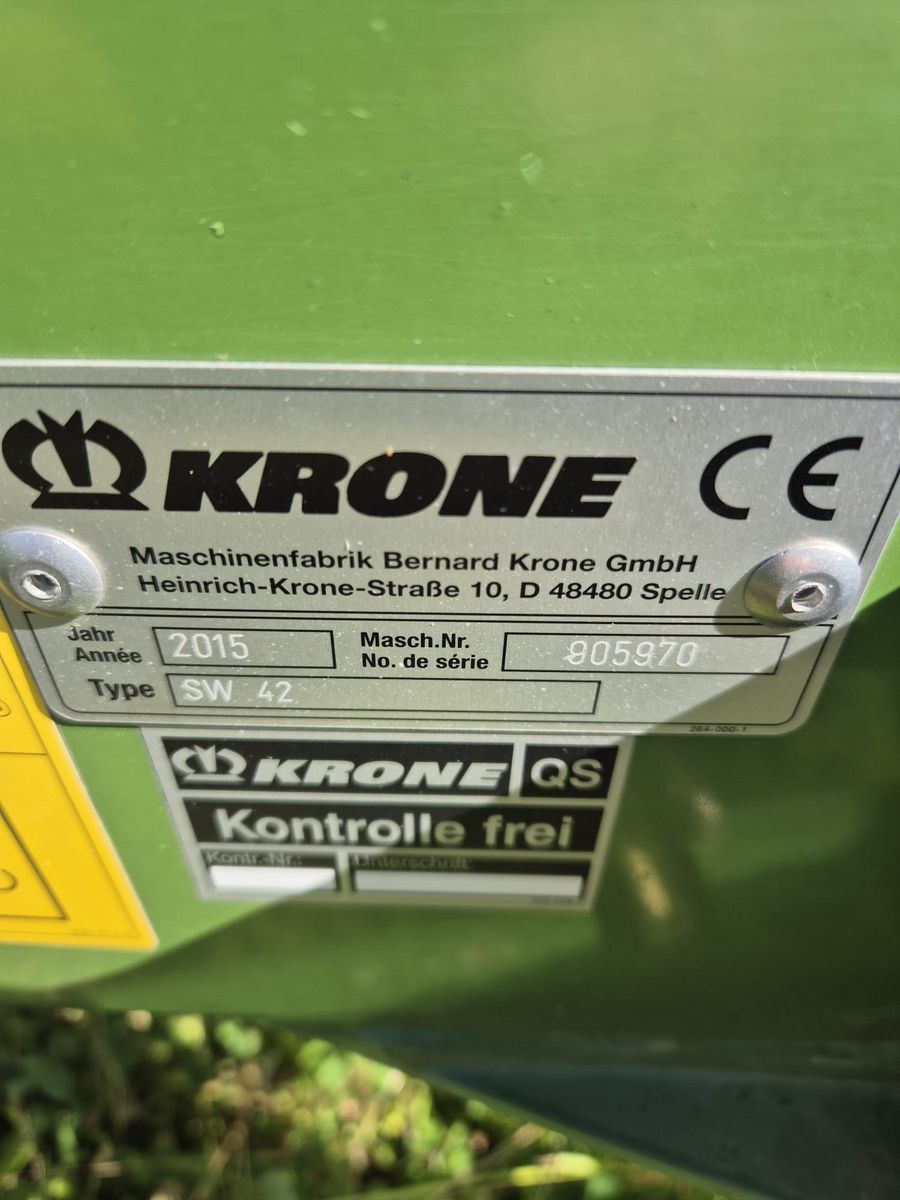 KRONE CE
Maschinenfabrik Bernard Krone GmbH
Heinrich-Krone-Straße 10, D 48480 Spelle
Jahr
Année
2015
Masch.Nr.
No. de série
905970
Type SW 42
264-000-1
KRONE QS
Kontrolle frei
Kontr.-Nr.: Unterschrift: